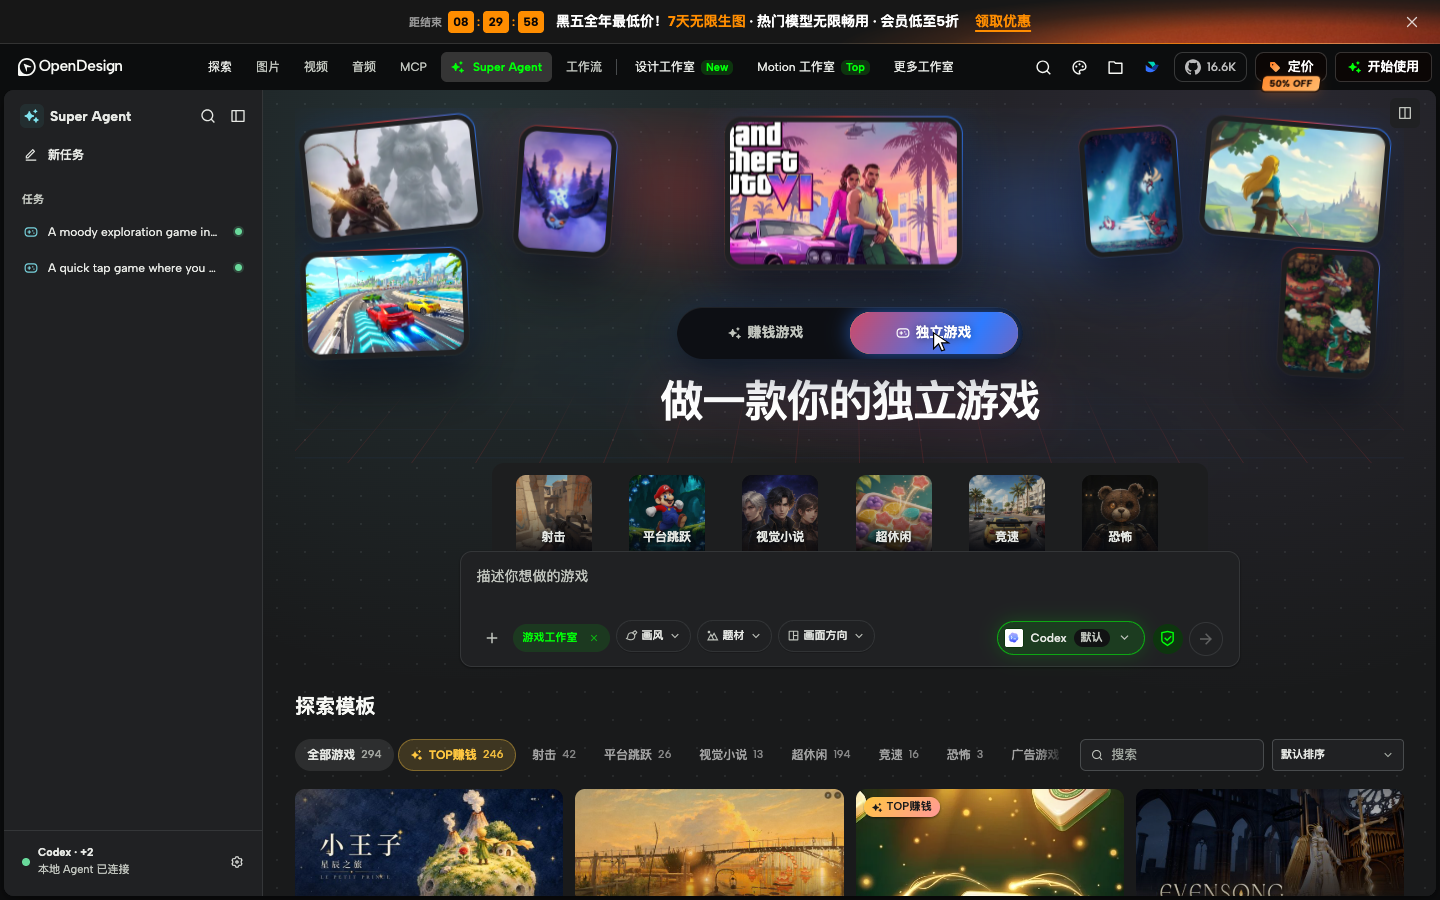 距结束 08 : 29 : 58 黑五全年最低价！7天无限生图 · 热门模型无限畅用 · 会员低至5折 领取优惠
OpenDesign 探索 图片 视频 音频 MCP Super Agent 工作流 设计工作室 New Motion 工作室 Top 更多工作室 16.6K 定价 开始使用
50% OFF
Super Agent
新任务
任务
A moody exploration game in...
A quick tap game where you ...
Codex · +2
本地 Agent 已连接
VI
赚钱游戏 独立游戏
做一款你的独立游戏
射击 平台跳跃 视觉小说 超休闲 竞速 恐怖
描述你想做的游戏
游戏工作室 × 画风 题材 画面方向 Codex 默认
探索模板
全部游戏 294 TOP赚钱 246 射击 42 平台跳跃 26 视觉小说 13 超休闲 194 竞速 16 恐怖 3 广告游戏 搜索 默认排序
小王子
星辰之旅
LE PETIT PRINCE
TOP赚钱
EVENSONG